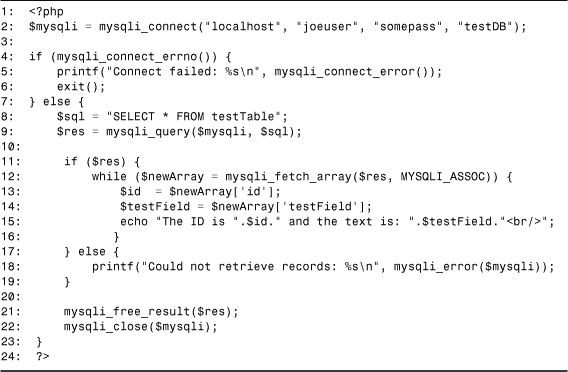 1: <?php
2: $mysqli = mysqli_connect("localhost", "joeuser", "somepass", "testDB");
3:
4: if (mysqli_connect_errno()) {
5:     printf("Connect failed: %s\n", mysqli_connect_error());
6:     exit();
7: } else {
8:     $sql = "SELECT * FROM testTable";
9:     $res = mysqli_query($mysqli, $sql);
10:
11:     if ($res) {
12:         while ($newArray = mysqli_fetch_array($res, MYSQLI_ASSOC)) {
13:             $id  = $newArray['id'];
14:             $testField = $newArray['testField'];
15:             echo "The ID is ".$id." and the text is: ".$testField."<br/>";
16:            }
17:     } else {
18:         printf("Could not retrieve records: %s\n", mysqli_error($mysqli));
19:     }
20:
21:     mysqli_free_result($res);
22:     mysqli_close($mysqli);
23:  }
24:  ?>